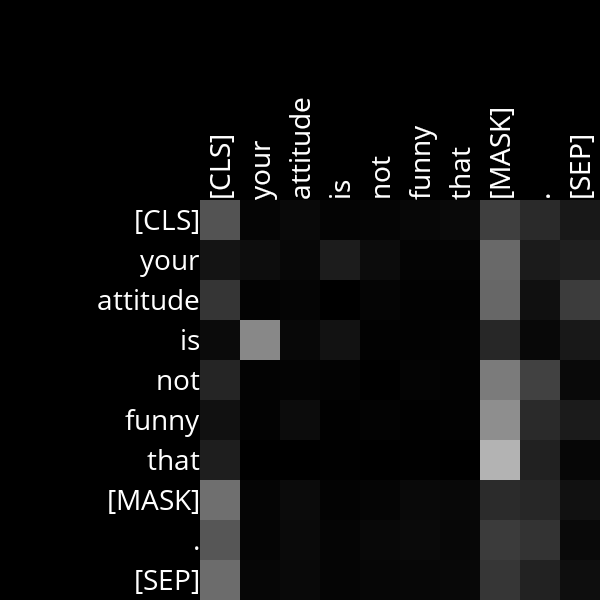 [CLS] your attitude is not funny that [MASK] . [SEP]
[CLS]
your
attitude
is
not
funny
that
[MASK]
.
[SEP]